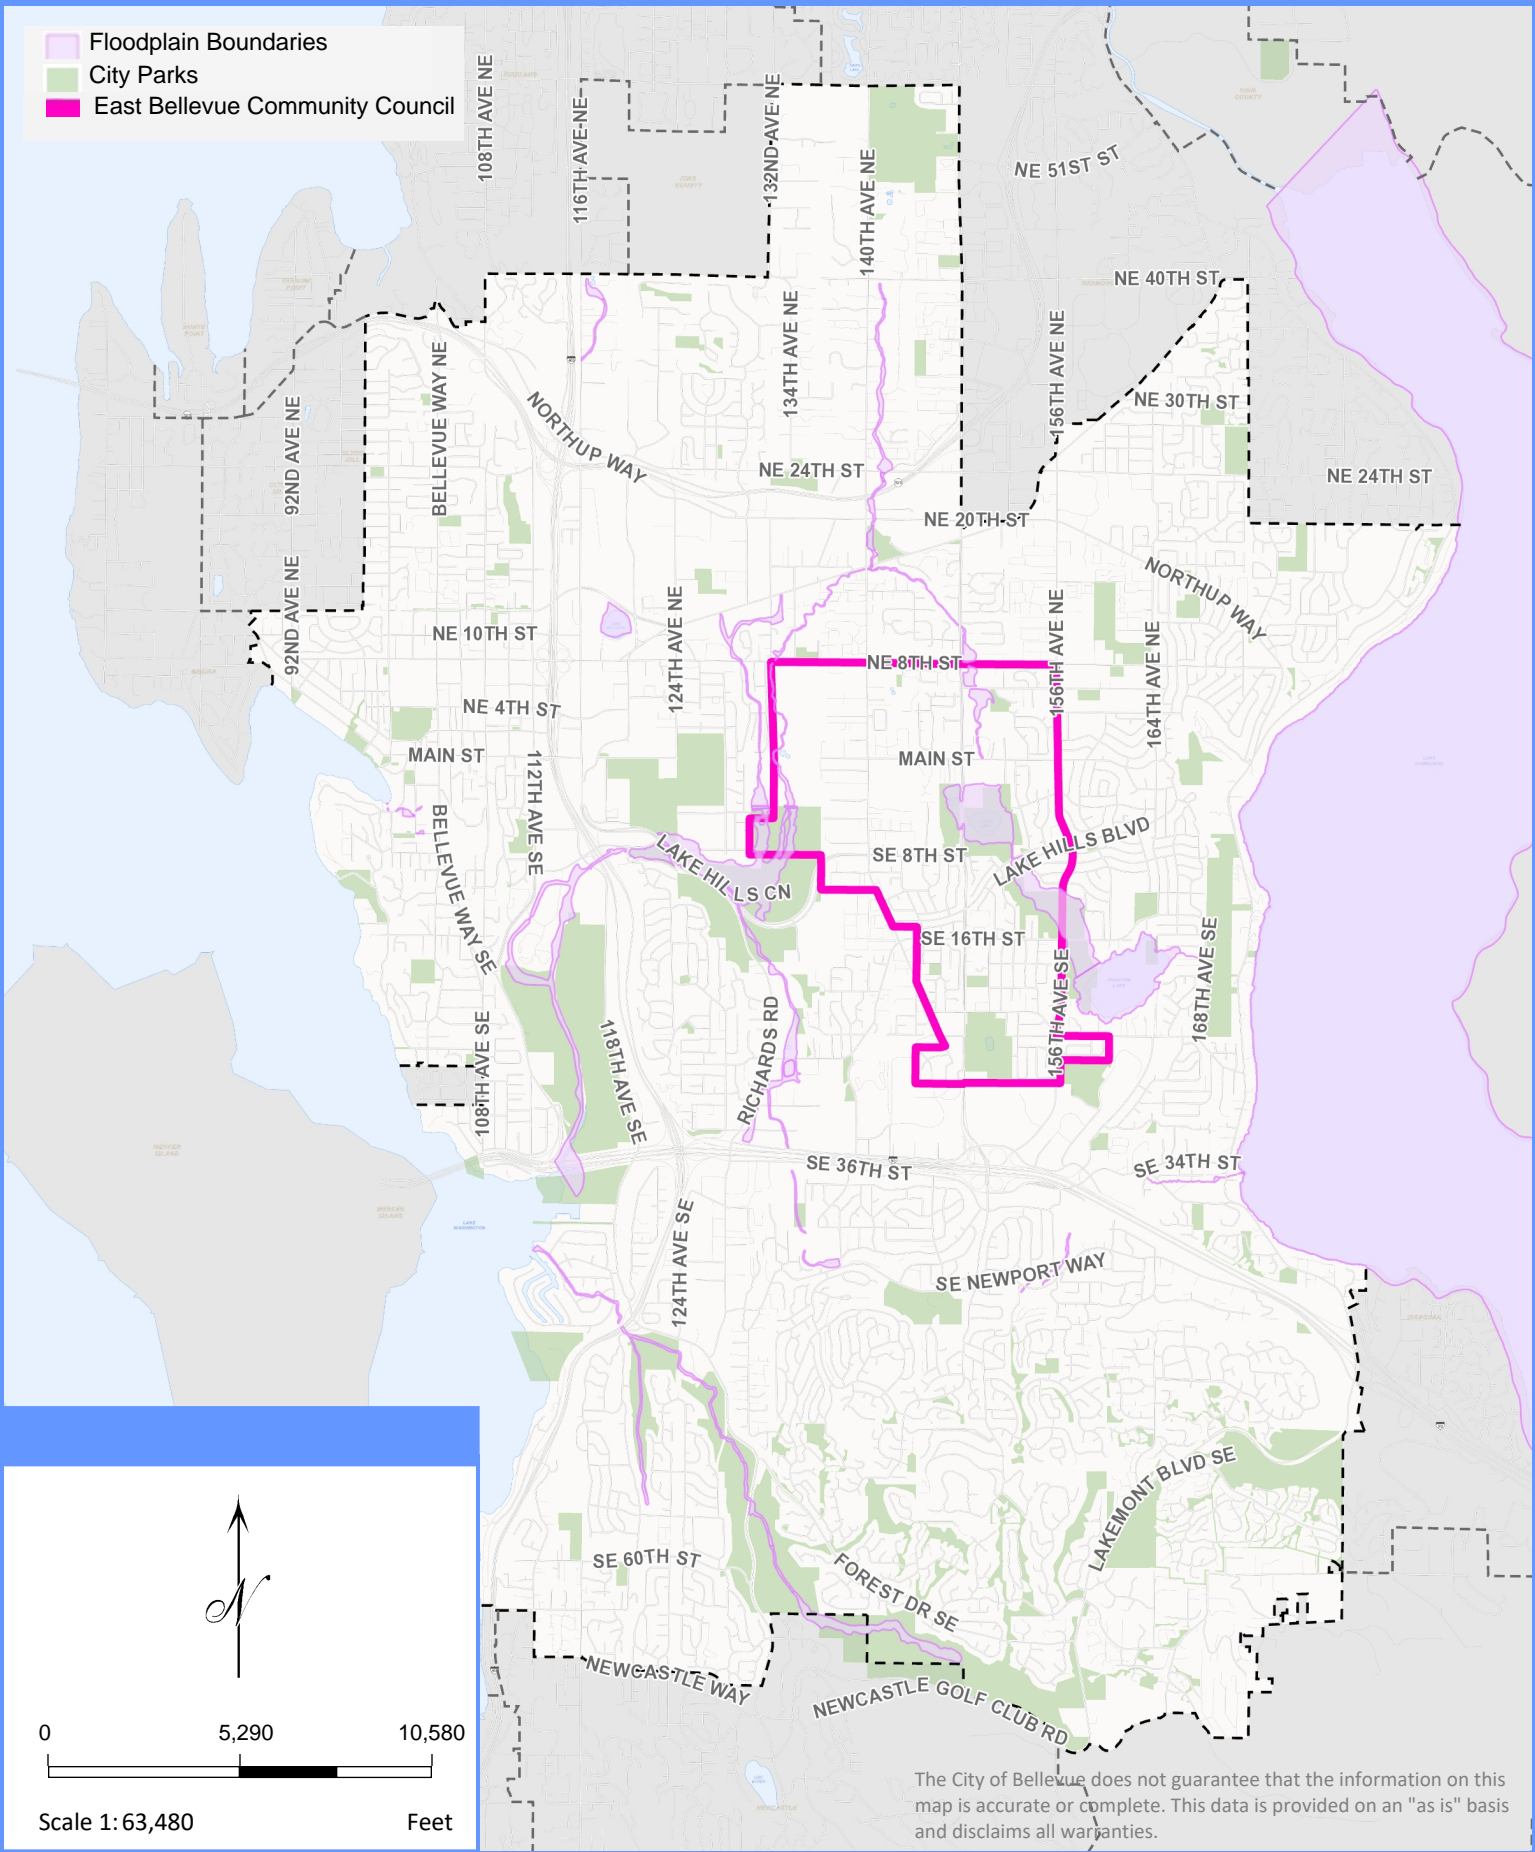 Floodplain Boundaries
City Parks
East Bellevue Community Council
108TH AVE NE
116TH AVE NE
132ND AVE NE
140TH AVE NE
NE 51ST ST
NE 40TH ST
134TH AVE NE
156TH AVE NE
BELLEVUE WAY NE
NORTHUP WAY
NE 30TH ST
92ND AVE NE
NE 24TH ST
NE 24TH ST
NE 20TH ST
NORTHUP WAY
92ND AVE NE
124TH AVE NE
156TH AVE NE
164TH AVE NE
NE 10TH ST
NE 8TH ST
NE 4TH ST
MAIN ST
MAIN ST
112TH AVE SE
BELLEVUE WAY SE
LAKE HILLS CN
SE 8TH ST
LAKE HILLS BLVD
SE 16TH ST
168TH AVE SE
156TH AVE SE
108TH AVE SE
118TH AVE SE
RICHARDS RD
SE 36TH ST
SE 34TH ST
124TH AVE SE
SE NEWPORT WAY
LAKEMONT BLVD SE
SE 60TH ST
FOREST DR SE
NEWCASTLE WAY
NEWCASTLE GOLF CLUB RD
N
0 5,290 10,580
Scale 1: 63,480 Feet
The City of Bellevue does not guarantee that the information on this
map is accurate or complete. This data is provided on an "as is" basis
and disclaims all warranties.